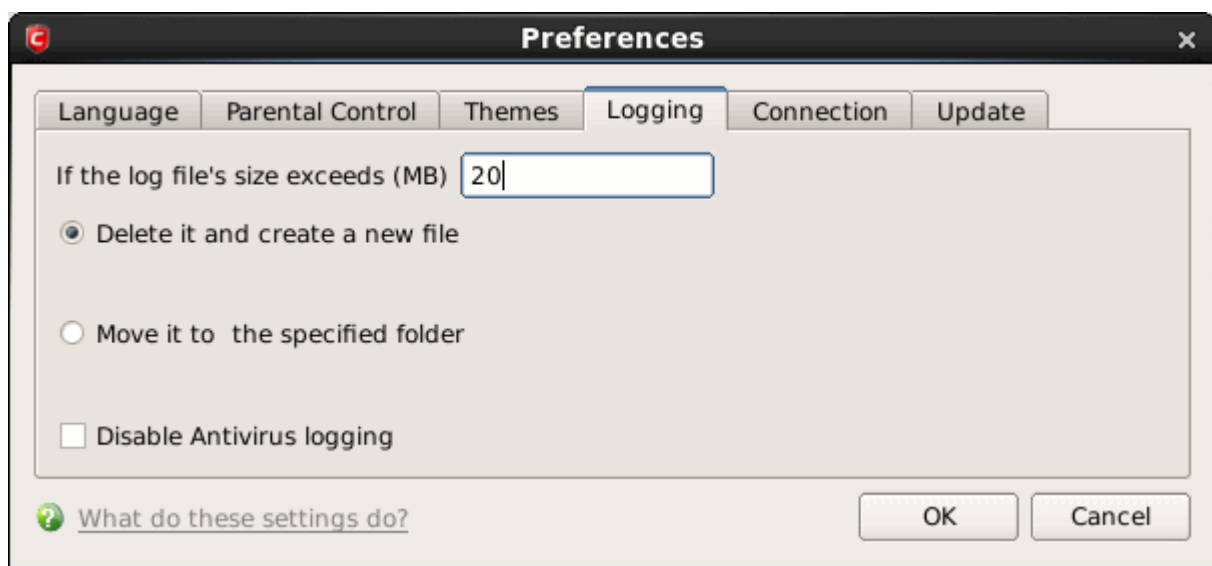 Preferences
Language Parental Control Themes Logging Connection Update
If the log file's size exceeds (MB) 20
Delete it and create a new file
Move it to the specified folder
Disable Antivirus logging
What do these settings do? OK Cancel